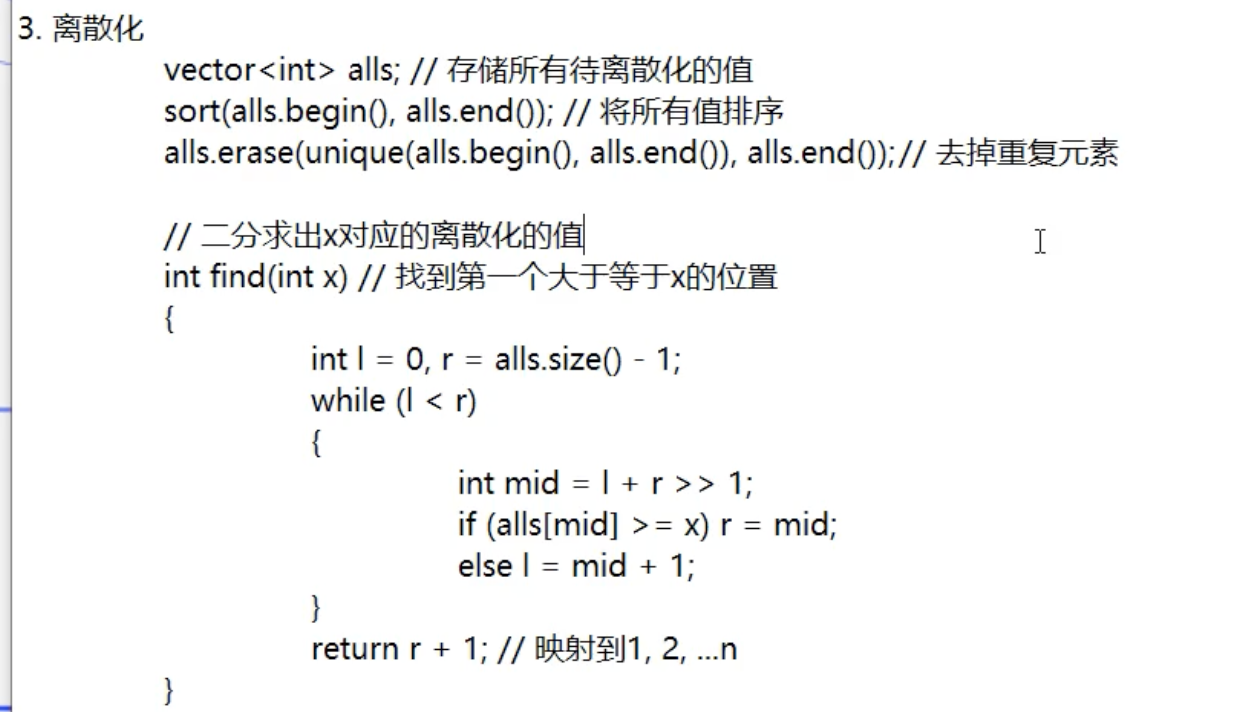 3. 离散化
vector<int> alls; // 存储所有待离散化的值
sort(alls.begin(), alls.end()); // 将所有值排序
alls.erase(unique(alls.begin(), alls.end()), alls.end());// 去掉重复元素
// 二分求出x对应的离散化的值
int find(int x) // 找到第一个大于等于x的位置
{
int l = 0, r = alls.size() - 1;
while (l < r)
{
int mid = l + r >> 1;
if (alls[mid] >= x) r = mid;
else l = mid + 1;
}
return r + 1; // 映射到1, 2, ...n
}